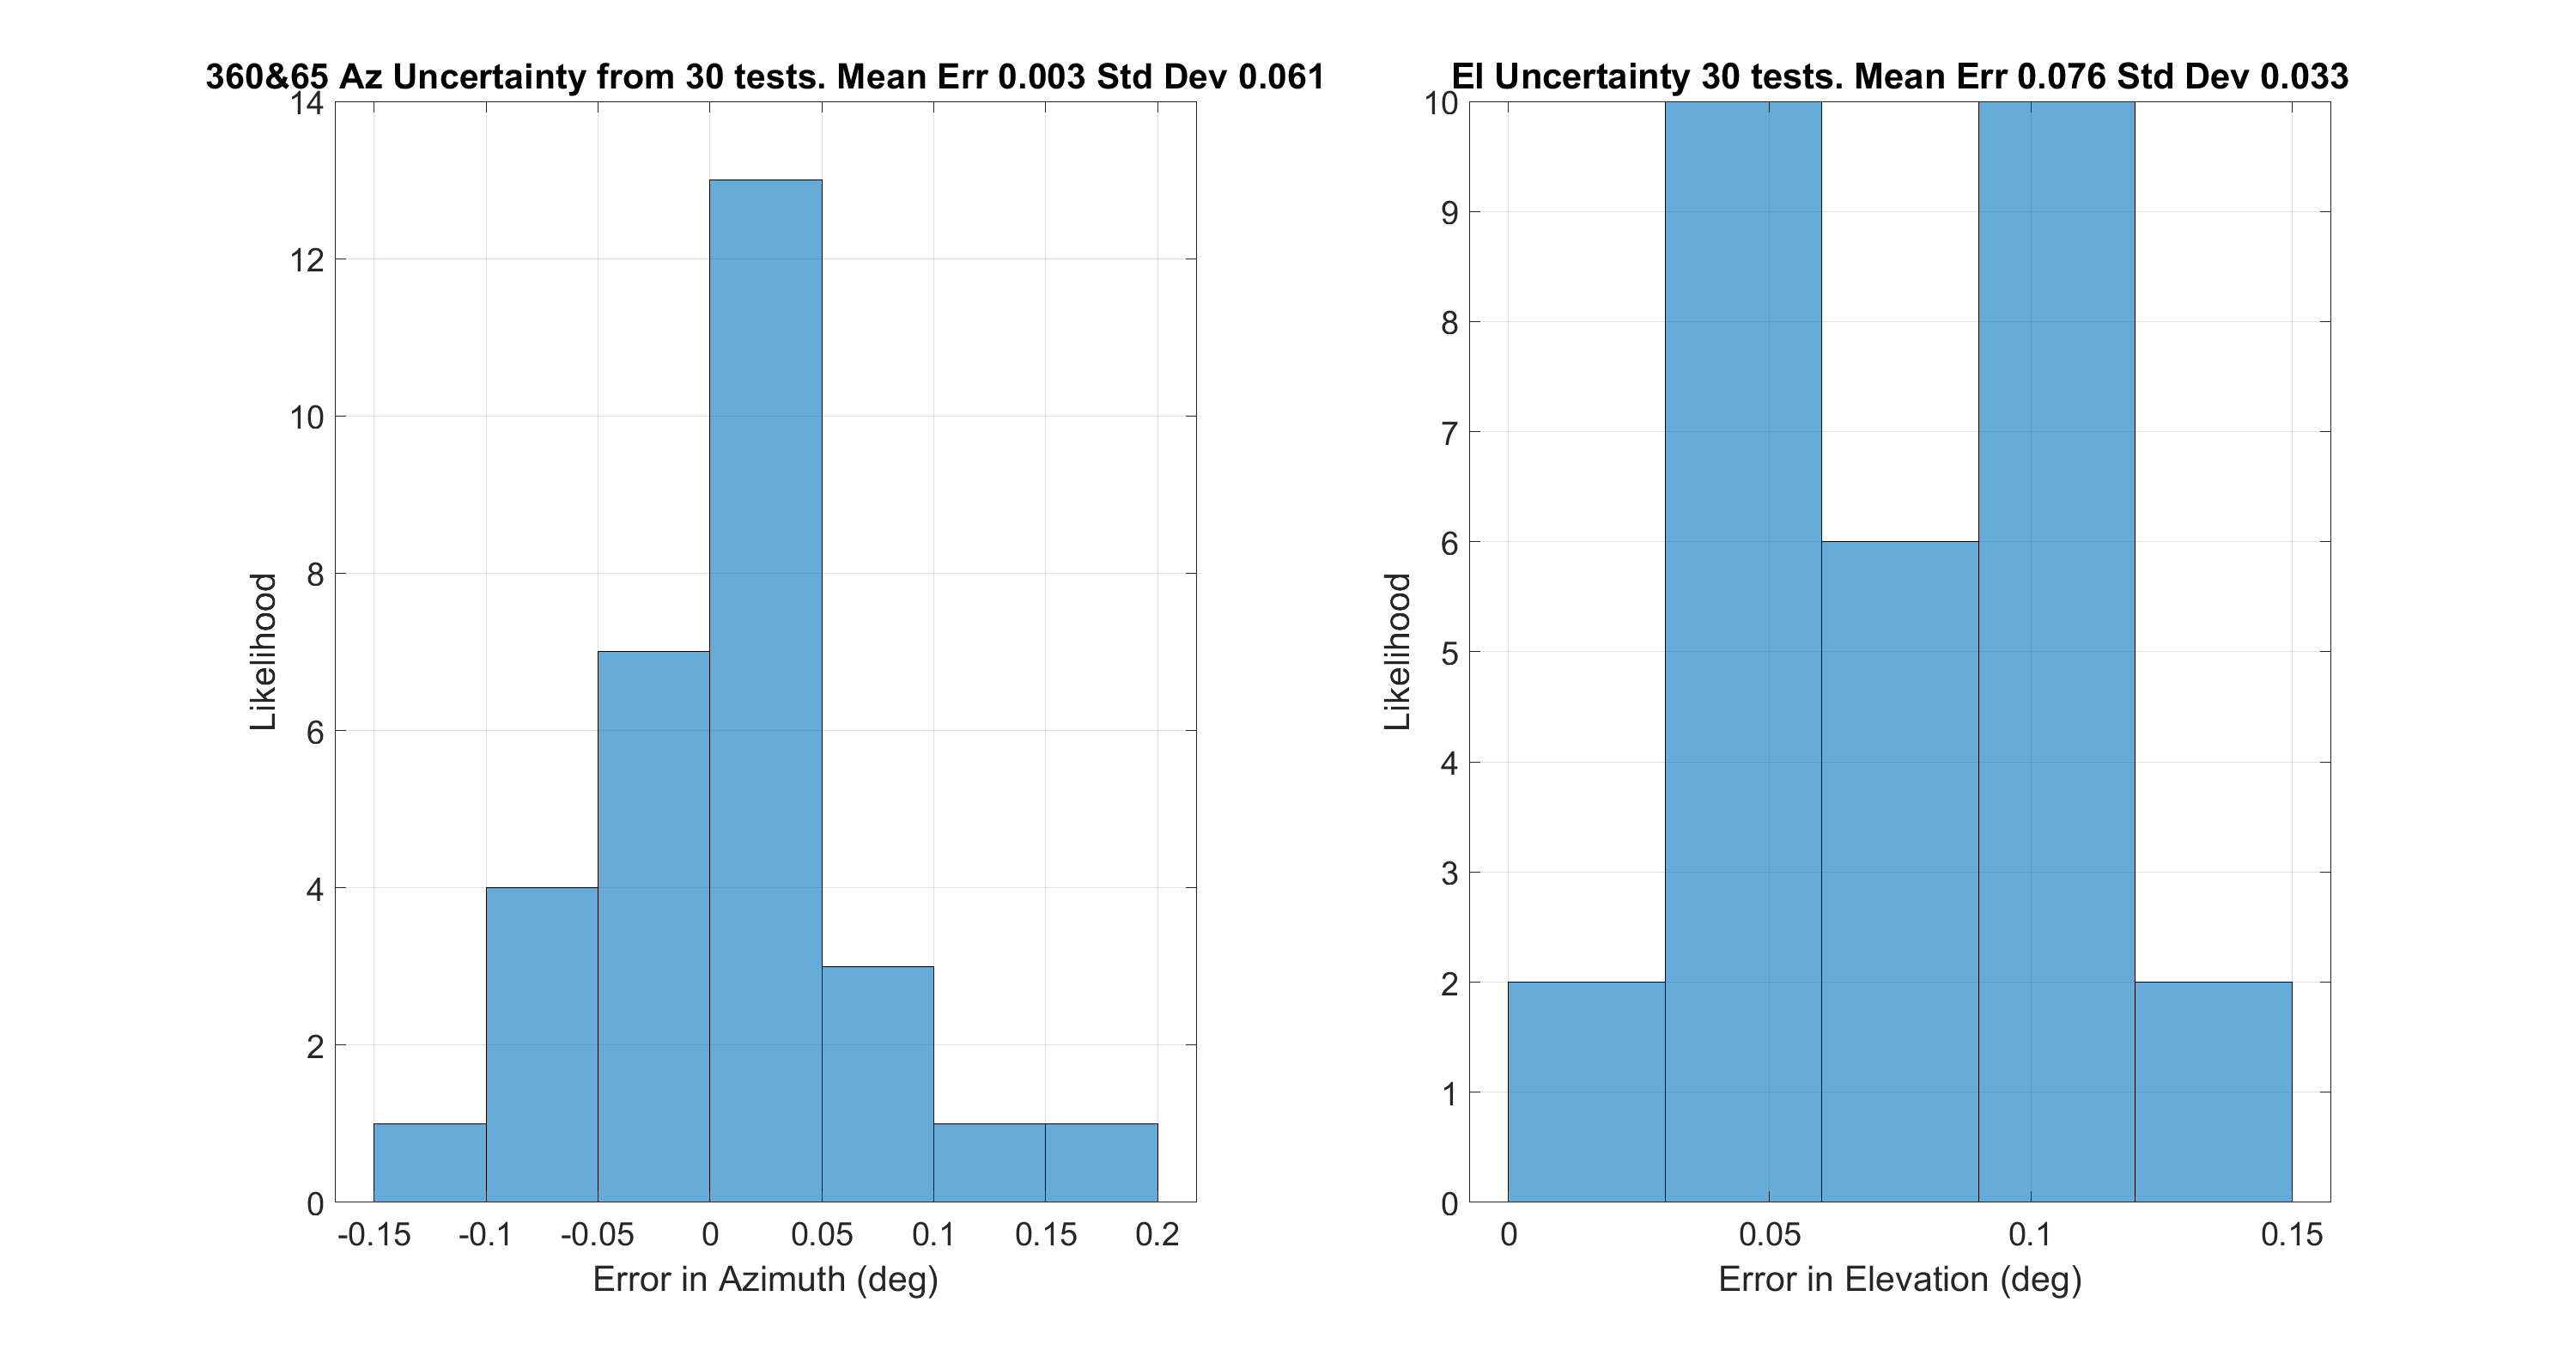 360&65 Az Uncertainty from 30 tests. Mean Err 0.003 Std Dev 0.061
14
12
10
8
6
4
2
0
Likelihood
-0.15 -0.1 -0.05 0 0.05 0.1 0.15 0.2
Error in Azimuth (deg)
El Uncertainty 30 tests. Mean Err 0.076 Std Dev 0.033
10
9
8
7
6
5
4
3
2
1
0
Likelihood
0 0.05 0.1 0.15
Error in Elevation (deg)